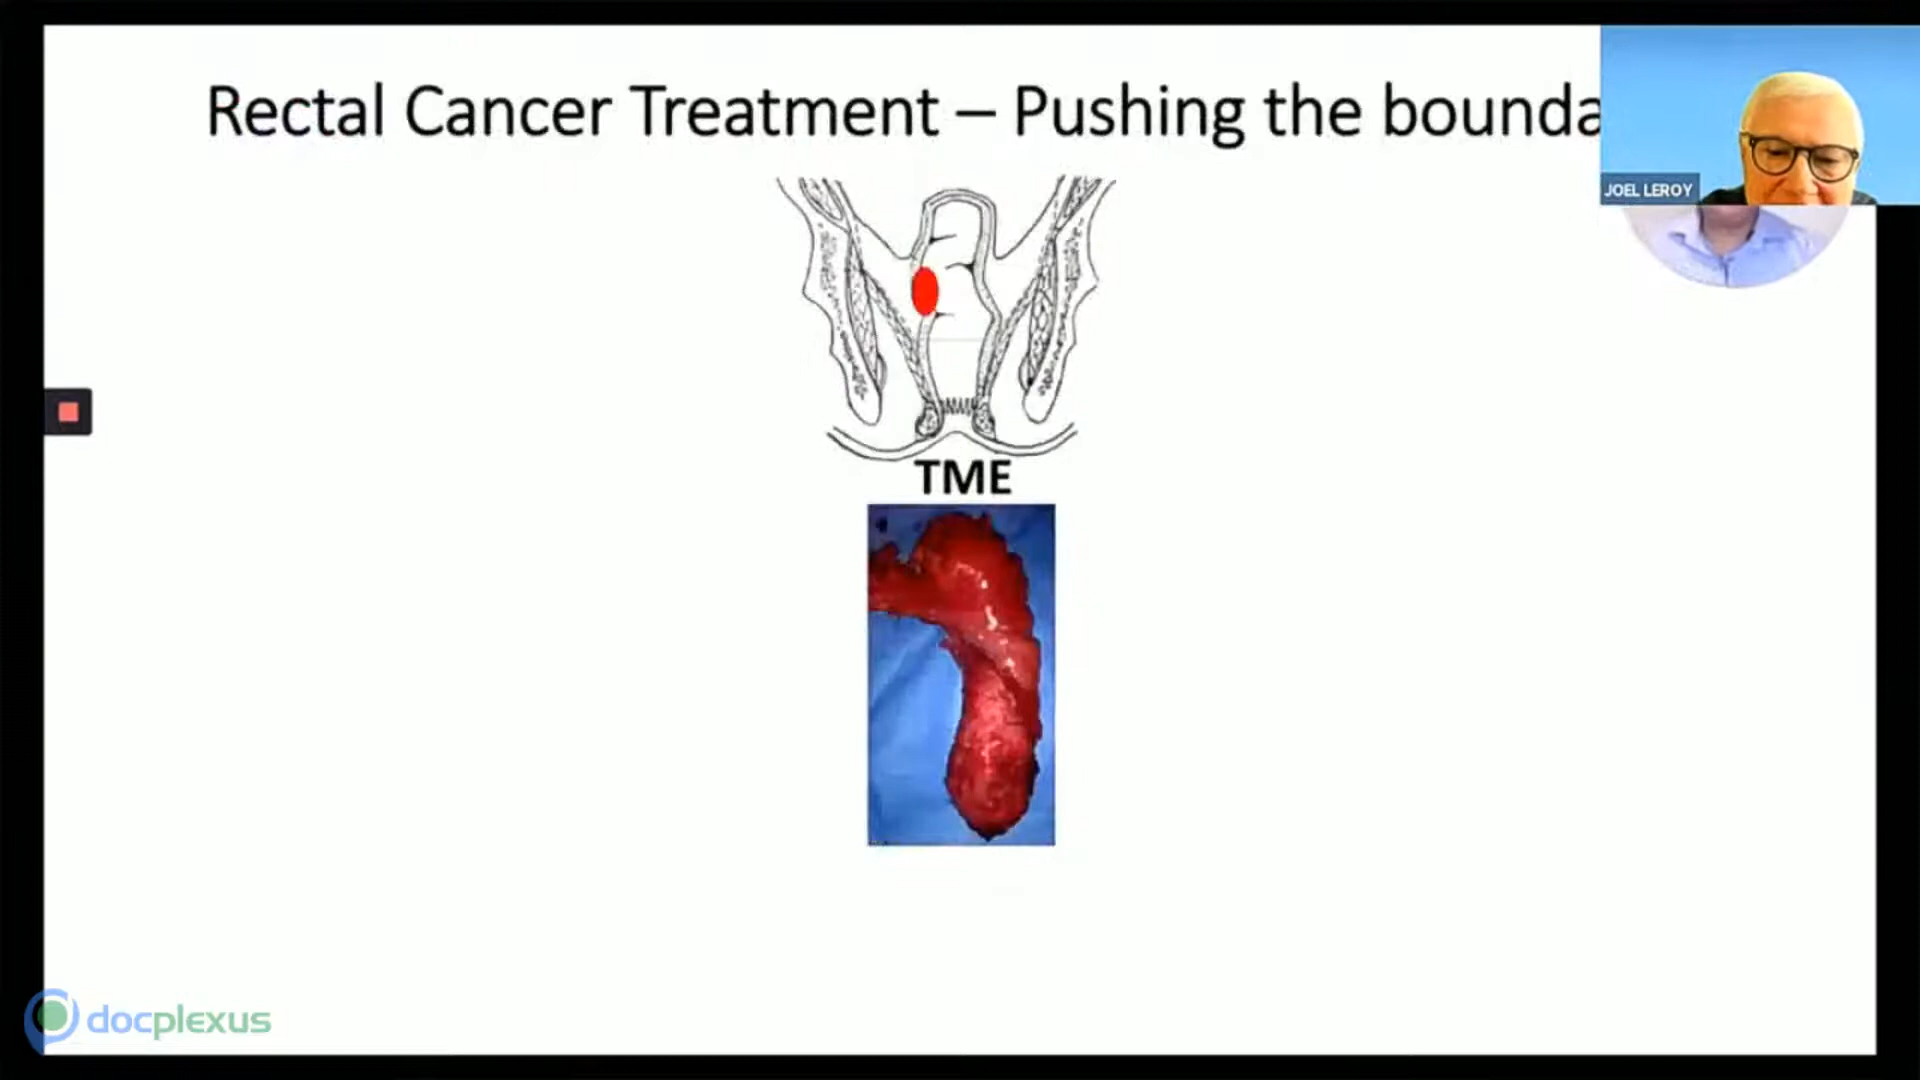 Rectal Cancer Treatment – Pushing the bounda
JOEL LEROY
TME
docplexus